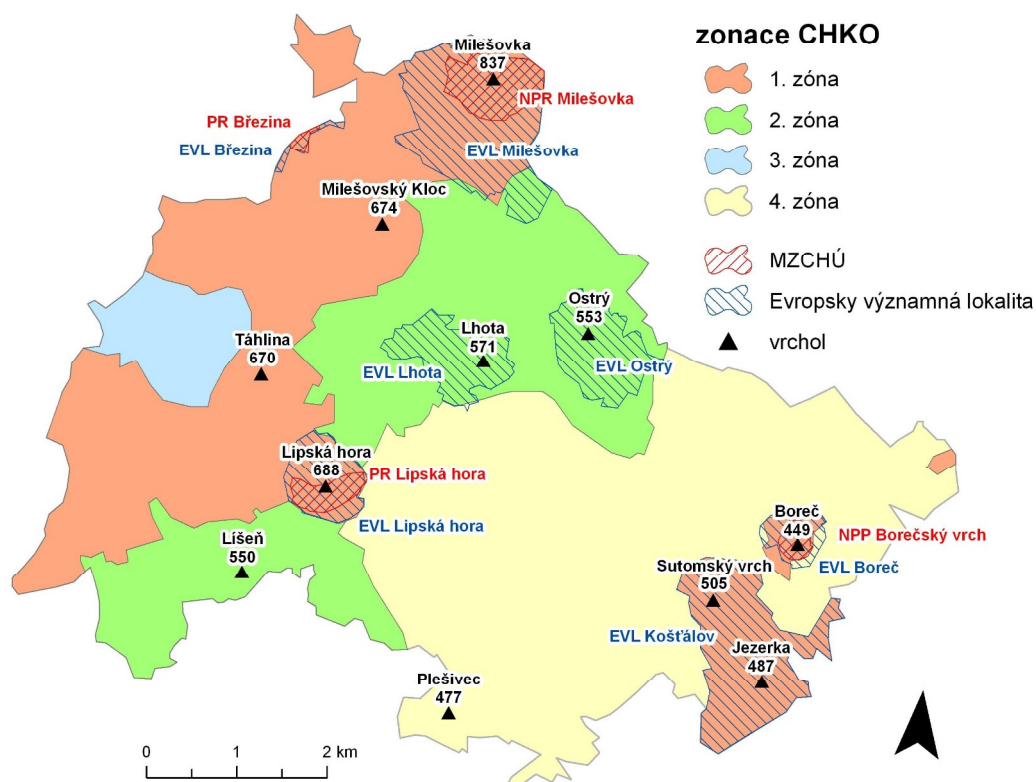 zonace CHKO
1. zóna
2. zóna
3. zóna
4. zóna
MZCHÚ
Evropsky významná lokalita
vrchol
Milešovka
837
NPR Milešovka
PR Březina
EVL Březina
EVL Milešovka
Milešovský Kloc
674
Ostrý
553
Lhota
571
Táhlina
670
EVL Lhota
EVL Ostrý
Lipská hora
688
PR Lipská hora
EVL Lipská hora
Boreč
449
NPP Borečský vrch
EVL Boreč
Líšeň
550
Sutomský vrch
505
EVL Košťálov
Jezerka
487
Plešivec
477
0 1 2 km